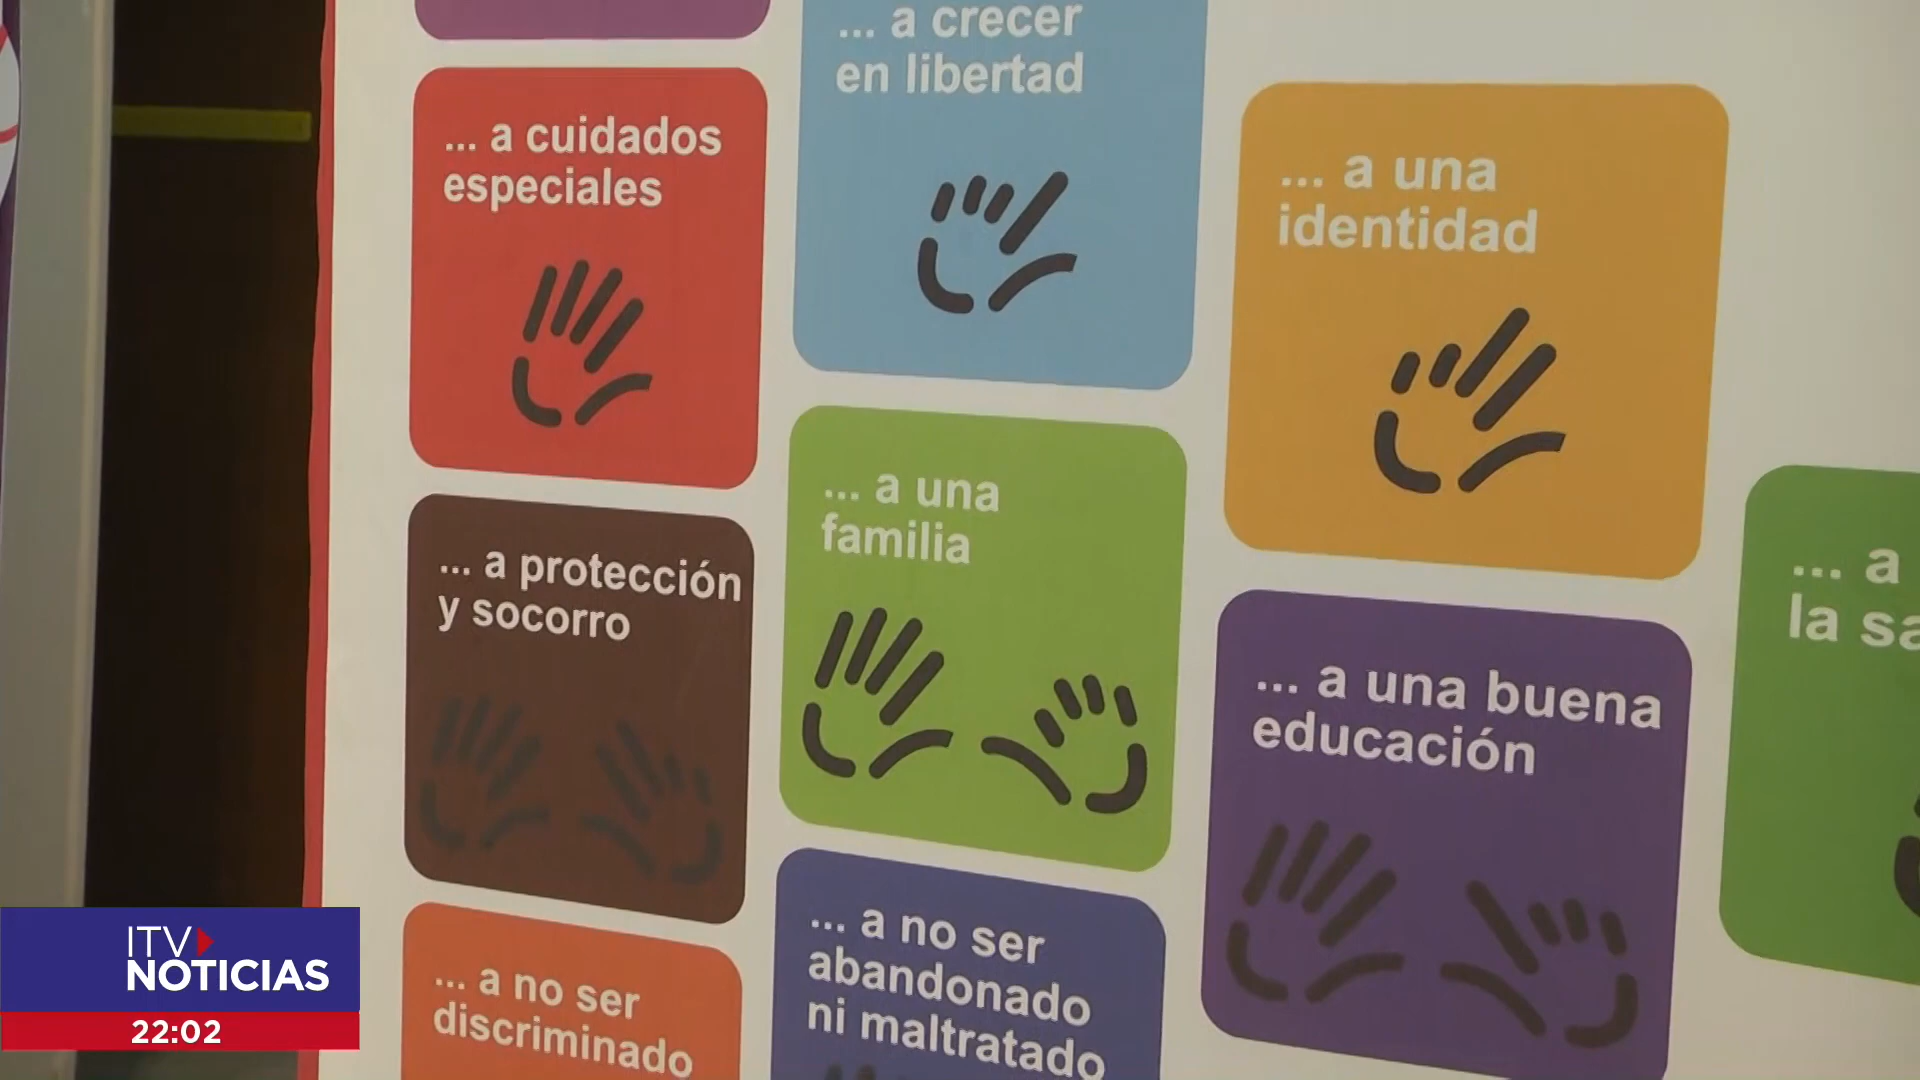 ... a cuidados
especiales
... a protección
y socorro
... a no ser
discriminado
... a crecer
en libertad
... a una
familia
... a no ser
abandonado
ni maltratado
... a una
identidad
... a una buena
educación
... a
la
ITV
NOTICIAS
22:02